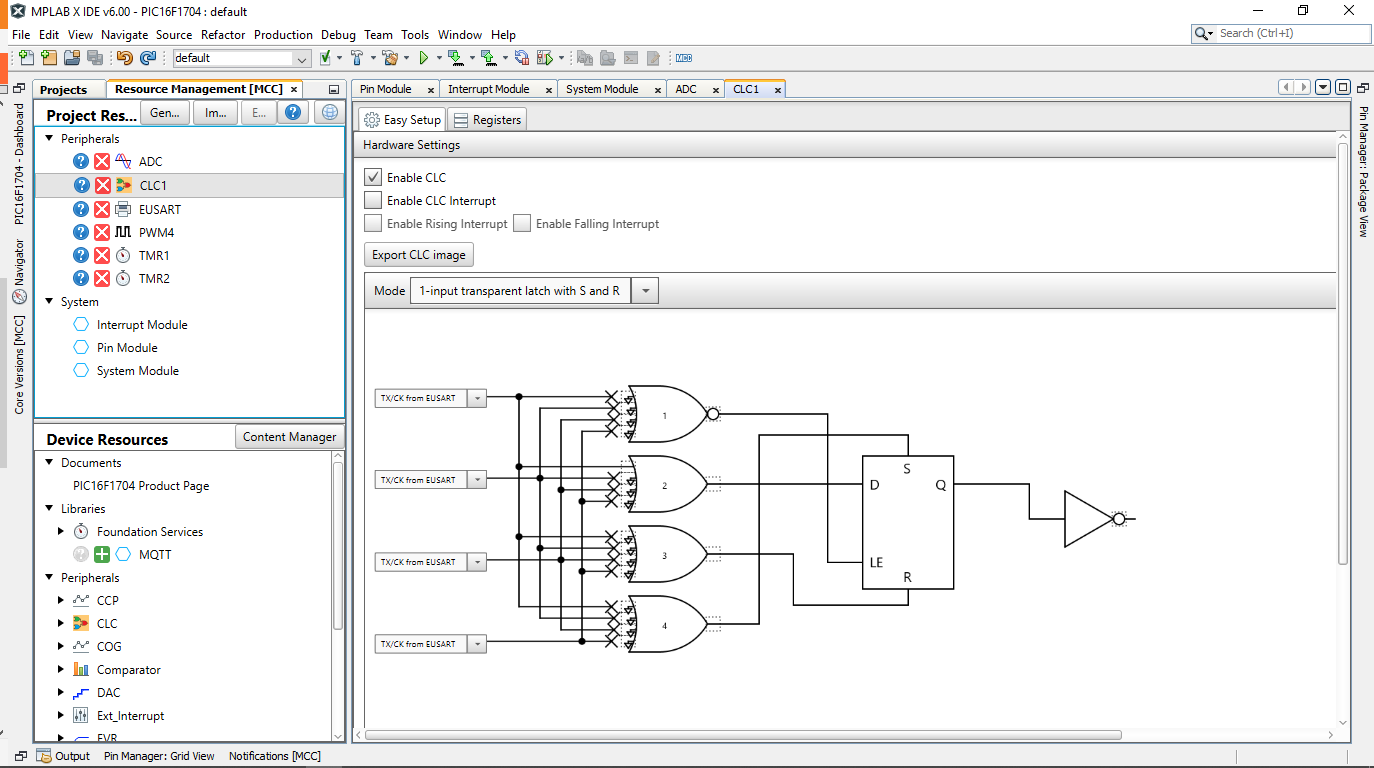 MPLAB X IDE v6.00 - PIC16F1704 : default
File Edit View Navigate Source Refactor Production Debug Team Tools Window Help
Search (Ctrl+I)
default
Projects
Resource Management [MCC]
Pin Module
Interrupt Module
System Module
ADC
CLC1
Project Res...
Gen...
Im...
E...
Peripherals
ADC
CLC1
EUSART
PWM4
TMR1
TMR2
System
Interrupt Module
Pin Module
System Module
Device Resources
Content Manager
Documents
PIC16F1704 Product Page
Libraries
Foundation Services
MQTT
Peripherals
CCP
CLC
COG
Comparator
DAC
Ext_Interrupt
FVR
PIC16F1704 - Dashboard
Navigator
Core Versions [MCC]
Easy Setup
Registers
Hardware Settings
Enable CLC
Enable CLC Interrupt
Enable Rising Interrupt
Enable Falling Interrupt
Export CLC image
Mode
1-input transparent latch with S and R
TX/CK from EUSART
1
TX/CK from EUSART
2
TX/CK from EUSART
3
TX/CK from EUSART
4
S
D
Q
LE
R
Pin Manager: Package View
Output
Pin Manager: Grid View
Notifications [MCC]